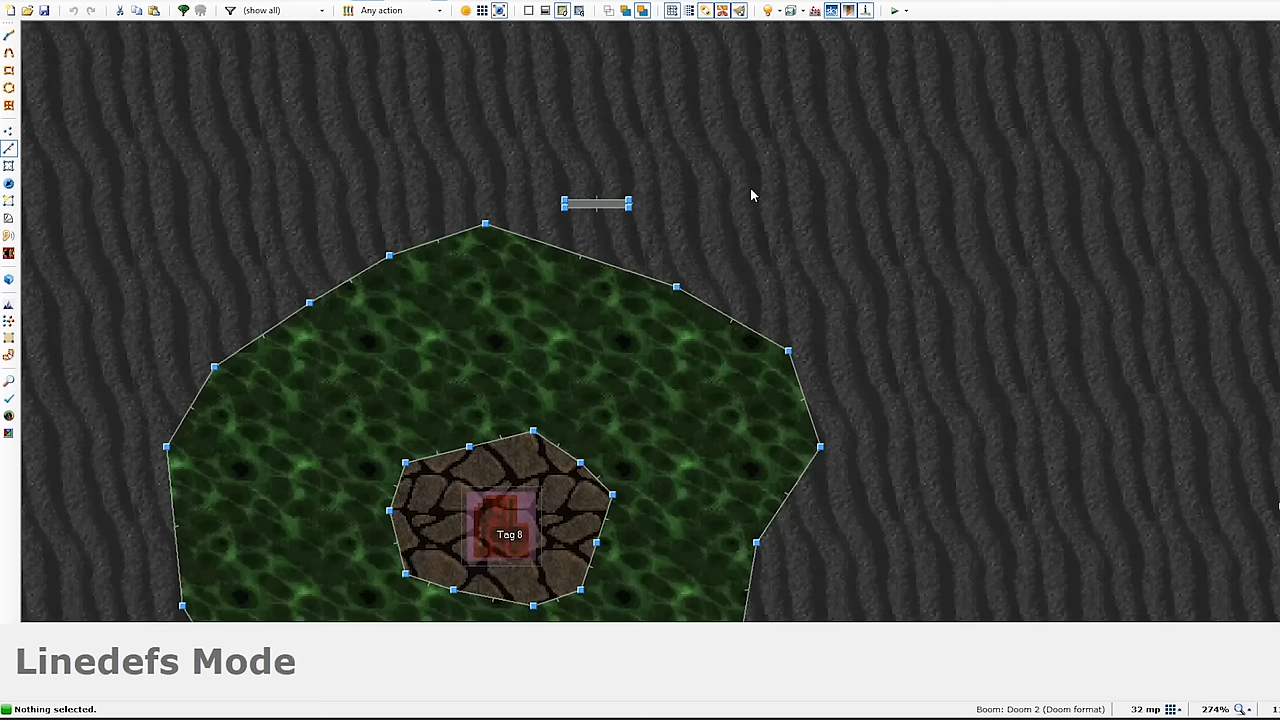 (show all)
Any action
Tag 8
Linedefs Mode
Nothing selected.
Boom: Doom 2 (Doom format)
32 mp
274%